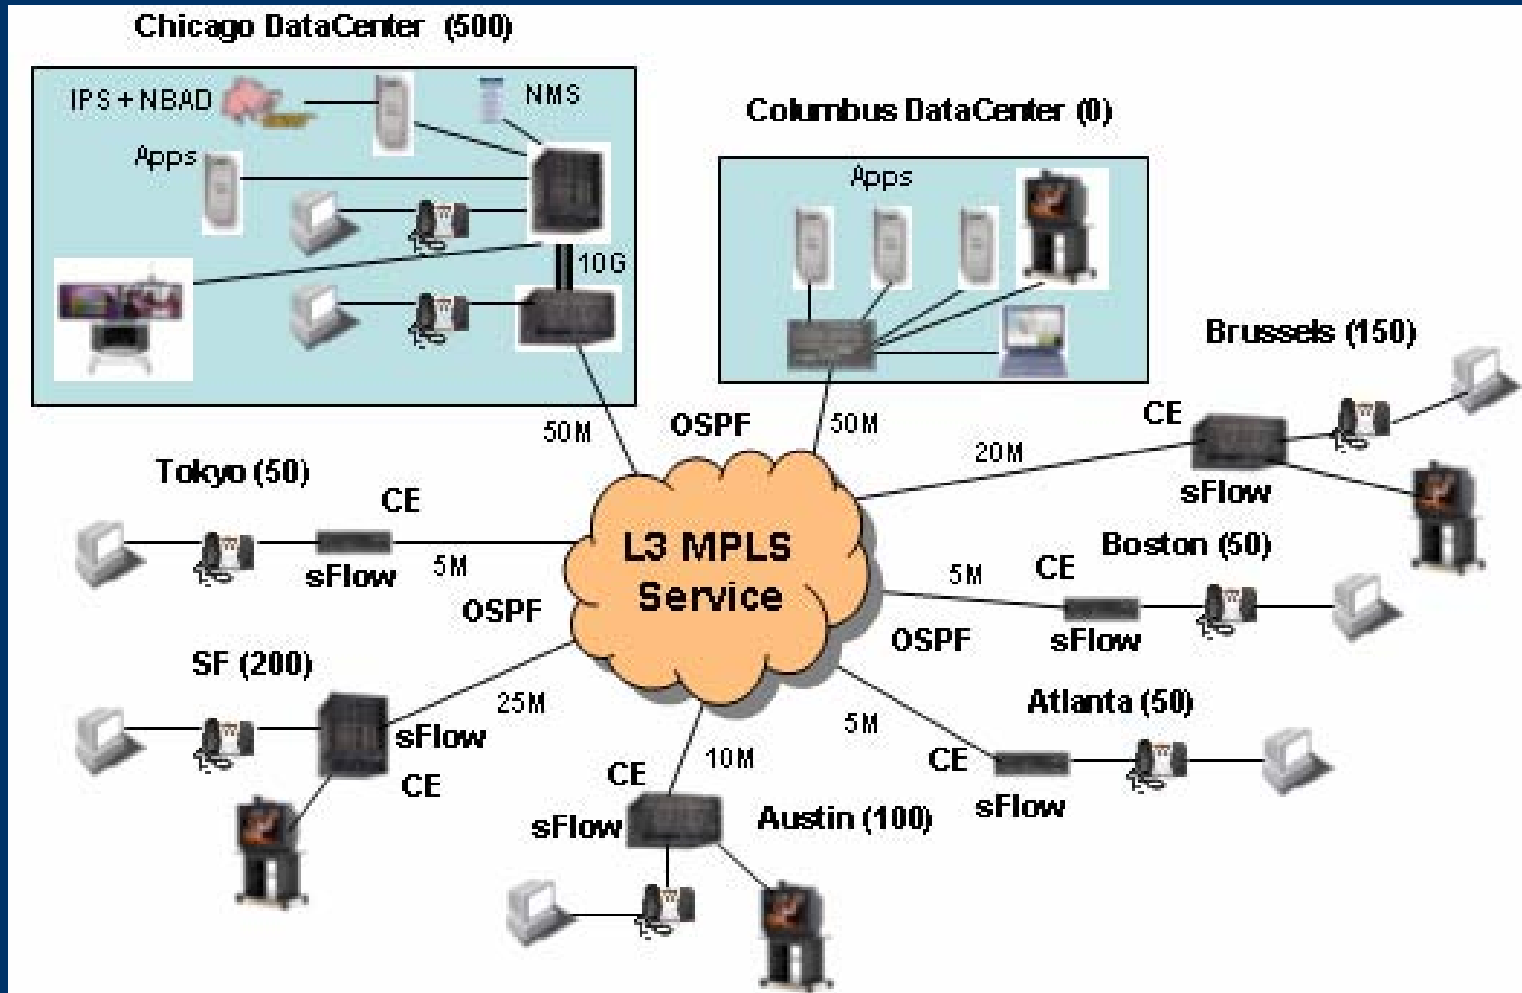 Chicago DataCenter (500)
IPS + NBAD
NMS
Apps
10G
Columbus DataCenter (0)
Apps
Brussels (150)
CE
50M
OSPF
50M
20M
sFlow
Tokyo (50)
CE
sFlow
5M
OSPF
L3 MPLS
Service
Boston (50)
CE
5M
sFlow
OSPF
SF (200)
25M
sFlow
CE
Atlanta (50)
5M
CE
sFlow
10M
CE
sFlow
Austin (100)